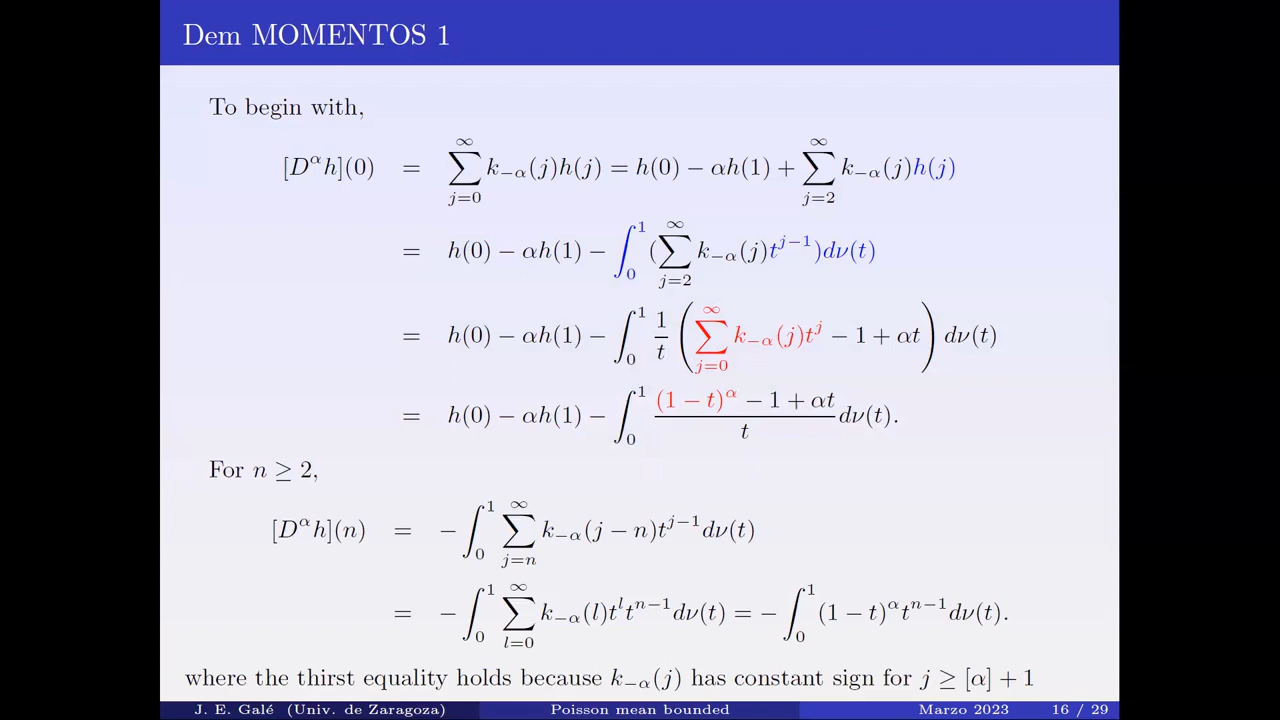 Dem MOMENTOS 1
To begin with,
[D^α h](0) = ∑_{j=0}^{∞} k_{−α}(j)h(j) = h(0) − αh(1) + ∑_{j=2}^{∞} k_{−α}(j)h(j)
= h(0) − αh(1) − ∫_0^1 (∑_{j=2}^{∞} k_{−α}(j)t^{j−1})dν(t)
= h(0) − αh(1) − ∫_0^1 \frac{1}{t} (∑_{j=0}^{∞} k_{−α}(j)t^j − 1 + αt) dν(t)
= h(0) − αh(1) − ∫_0^1 \frac{(1 − t)^α − 1 + αt}{t} dν(t).
For n ≥ 2,
[D^α h](n) = − ∫_0^1 ∑_{j=n}^{∞} k_{−α}(j − n)t^{j−1}dν(t)
= − ∫_0^1 ∑_{l=0}^{∞} k_{−α}(l)t^l t^{n−1}dν(t) = − ∫_0^1 (1 − t)^α t^{n−1}dν(t).
where the thirst equality holds because k_{−α}(j) has constant sign for j ≥ [α] + 1
J. E. Galé (Univ. de Zaragoza) Poisson mean bounded Marzo 2023 16 / 29